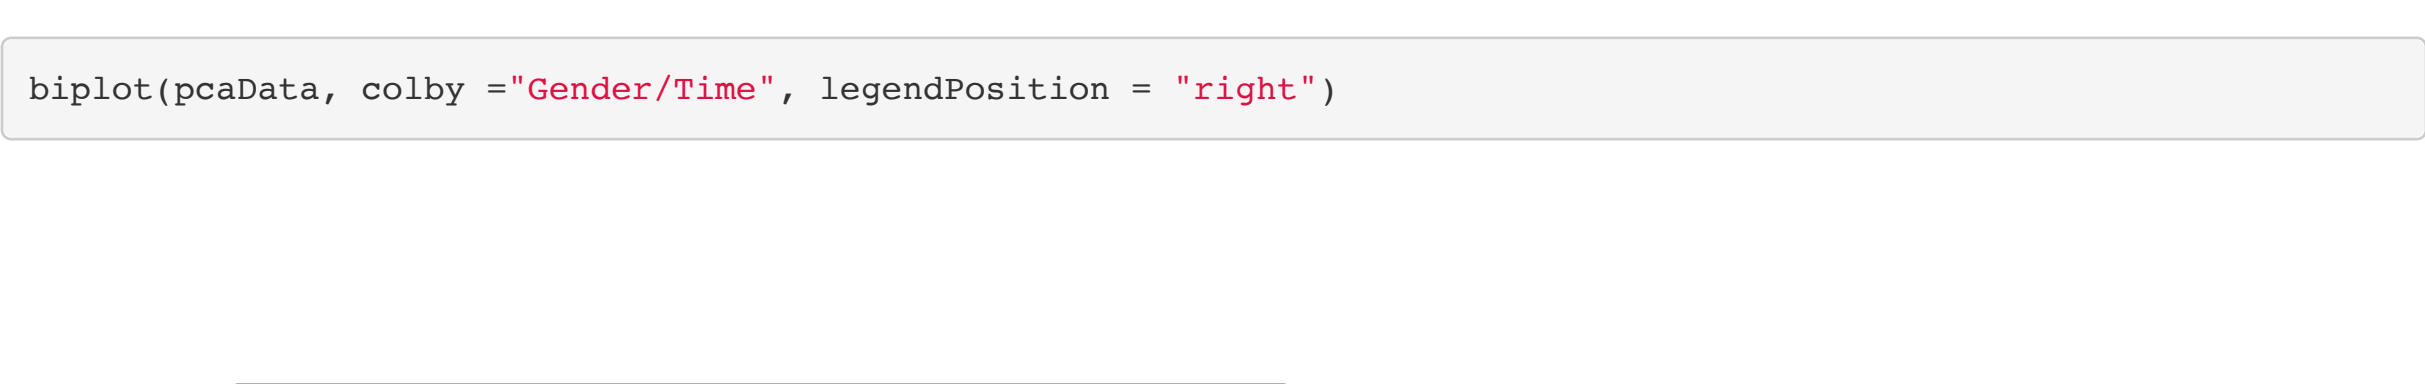 biplot(pcaData, colby ="Gender/Time", legendPosition = "right")